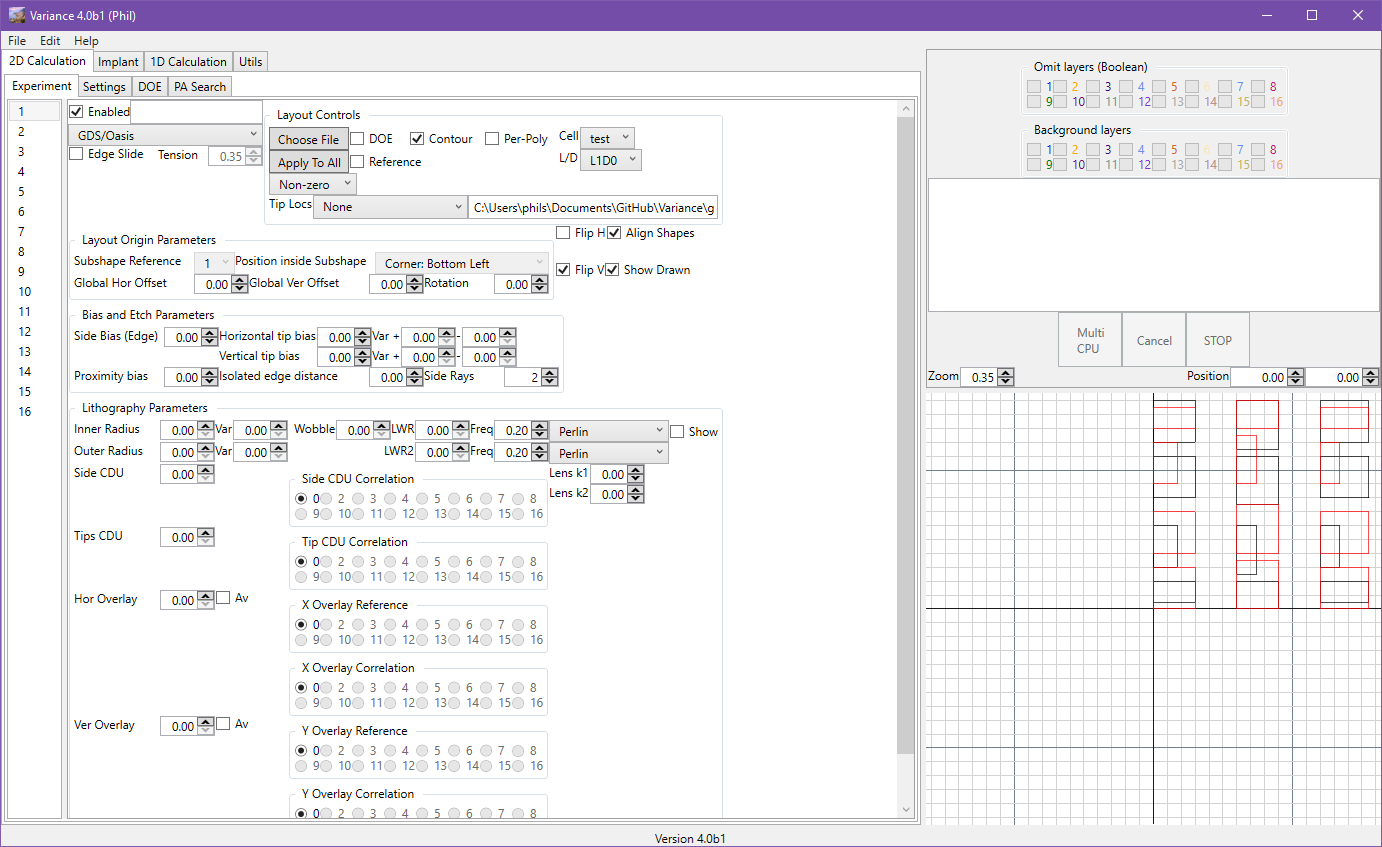 Variance 4.0b1 (Phil)
File Edit Help
2D Calculation Implant 1D Calculation Utils
Experiment Settings DOE PA Search
1
2
3
4
5
6
7
8
9
10
11
12
13
14
15
16
Enabled
GDS/Oasis
Edge Slide Tension 0.35
Layout Controls
Choose File DOE Contour Per-Poly Cell test
Apply To All Reference L/D L1D0
Non-zero
Tip Locs None C:\Users\phils\Documents\GitHub\Variance\g
Flip H Align Shapes
Flip V Show Drawn
Layout Origin Parameters
Subshape Reference 1 Position inside Subshape Corner: Bottom Left
Global Hor Offset 0.00 Global Ver Offset 0.00 Rotation 0.00
Bias and Etch Parameters
Side Bias (Edge) 0.00 Horizontal tip bias 0.00 Var + 0.00 - 0.00
Vertical tip bias 0.00 Var + 0.00 - 0.00
Proximity bias 0.00 Isolated edge distance 0.00 Side Rays 2
Lithography Parameters
Inner Radius 0.00 Var 0.00 Wobble 0.00 LWR 0.00 Freq 0.20 Perlin Show
Outer Radius 0.00 Var 0.00 LWR2 0.00 Freq 0.20 Perlin
Side CDU 0.00
Lens k1 0.00
Lens k2 0.00
Side CDU Correlation
0 2 3 4 5 6 7 8
9 10 11 12 13 14 15 16
Tips CDU 0.00
Tip CDU Correlation
0 2 3 4 5 6 7 8
9 10 11 12 13 14 15 16
Hor Overlay 0.00 Av
X Overlay Reference
0 2 3 4 5 6 7 8
9 10 11 12 13 14 15 16
X Overlay Correlation
0 2 3 4 5 6 7 8
9 10 11 12 13 14 15 16
Ver Overlay 0.00 Av
Y Overlay Reference
0 2 3 4 5 6 7 8
9 10 11 12 13 14 15 16
Y Overlay Correlation
0 2 3 4 5 6 7 8
Omit layers (Boolean)
1 2 3 4 5 6 7 8
9 10 11 12 13 14 15 16
Background layers
1 2 3 4 5 6 7 8
9 10 11 12 13 14 15 16
Multi CPU Cancel STOP
Zoom 0.35 Position 0.00 0.00
Version 4.0b1